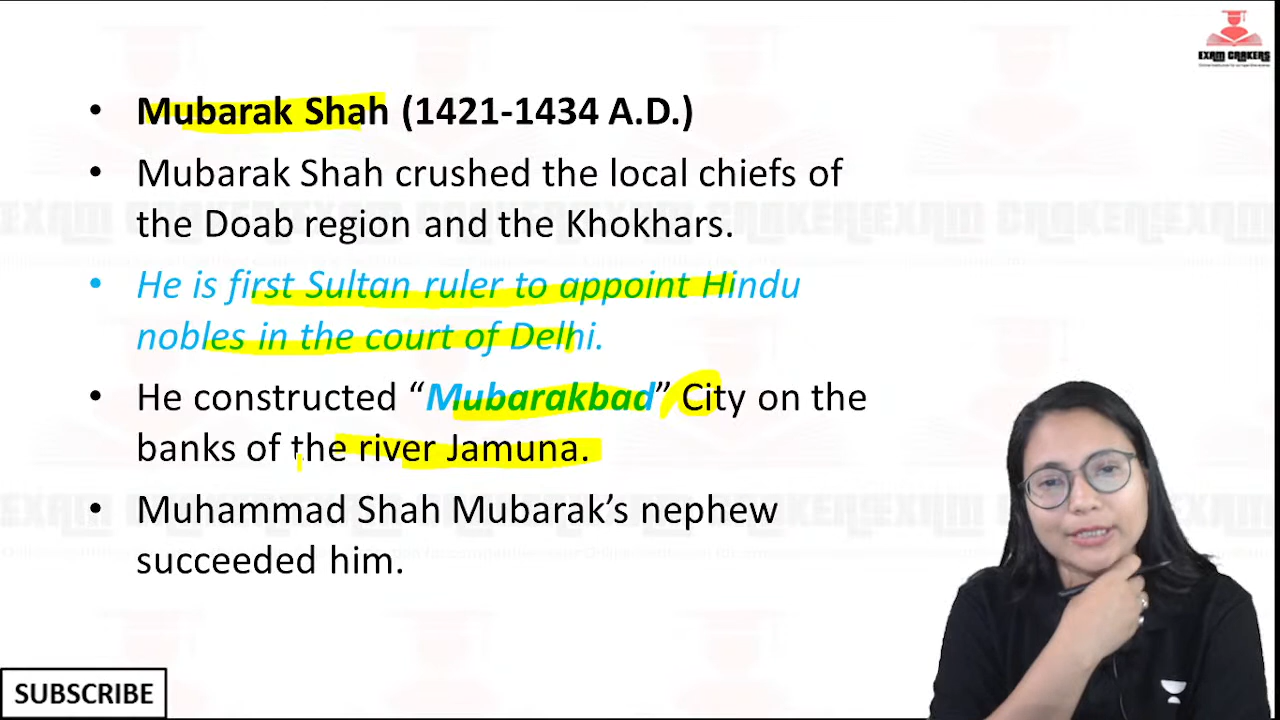 EXAM CRAKERS
• Mubarak Shah (1421-1434 A.D.)
• Mubarak Shah crushed the local chiefs of
the Doab region and the Khokhars.
• He is first Sultan ruler to appoint Hindu
nobles in the court of Delhi.
• He constructed “Mubarakbad” City on the
banks of the river Jamuna.
• Muhammad Shah Mubarak’s nephew
succeeded him.
SUBSCRIBE